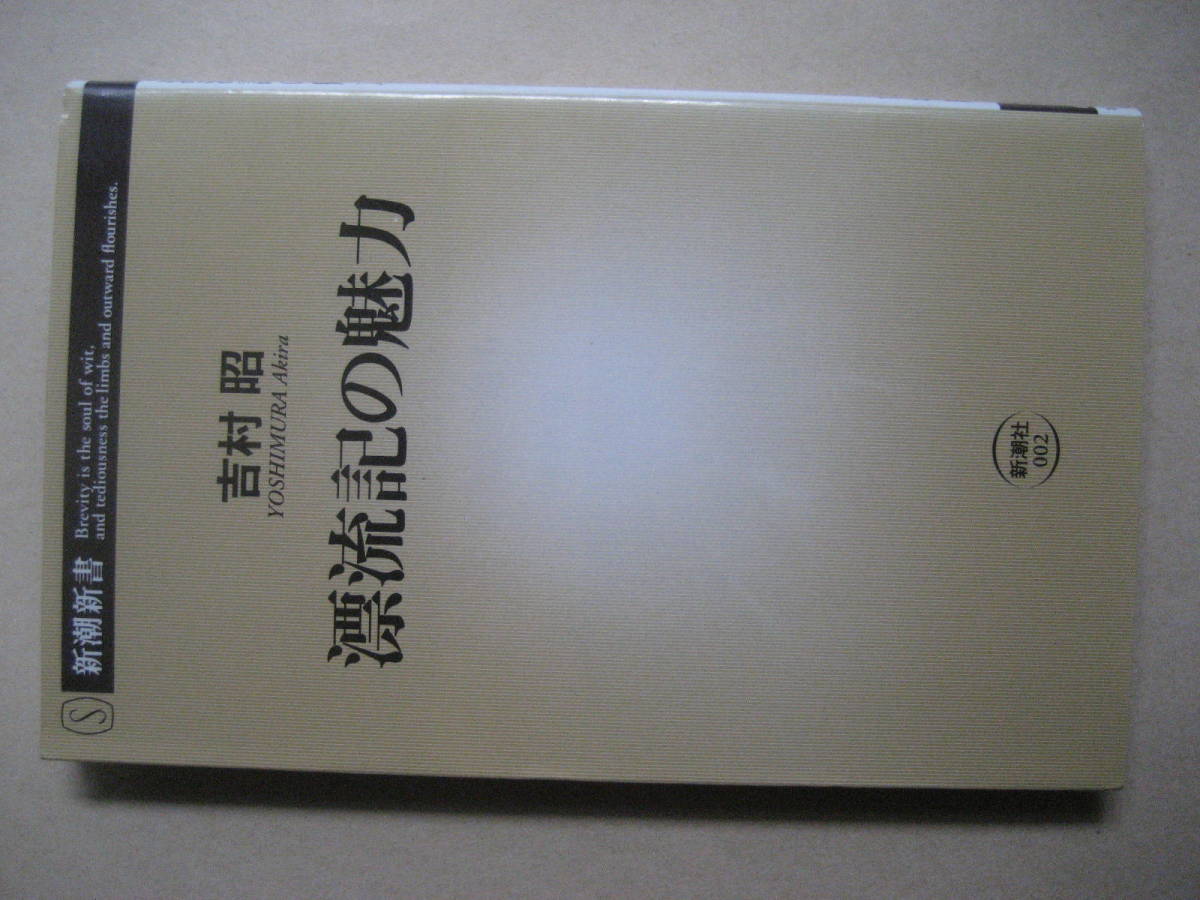 S
新潮新書
Brevity is the soul of wit,
and tediousness the limbs and outward flourishes.
吉村 昭
YOSHIMURA Akira
漂流記の魅力
新潮社
002